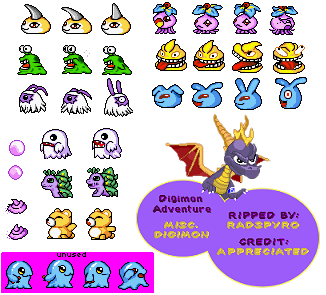 unused
Digimon
Adventure
MISC.
DIGIMON
RIPPED BY:
RADSPYRO
CREDIT:
APPRECIATED